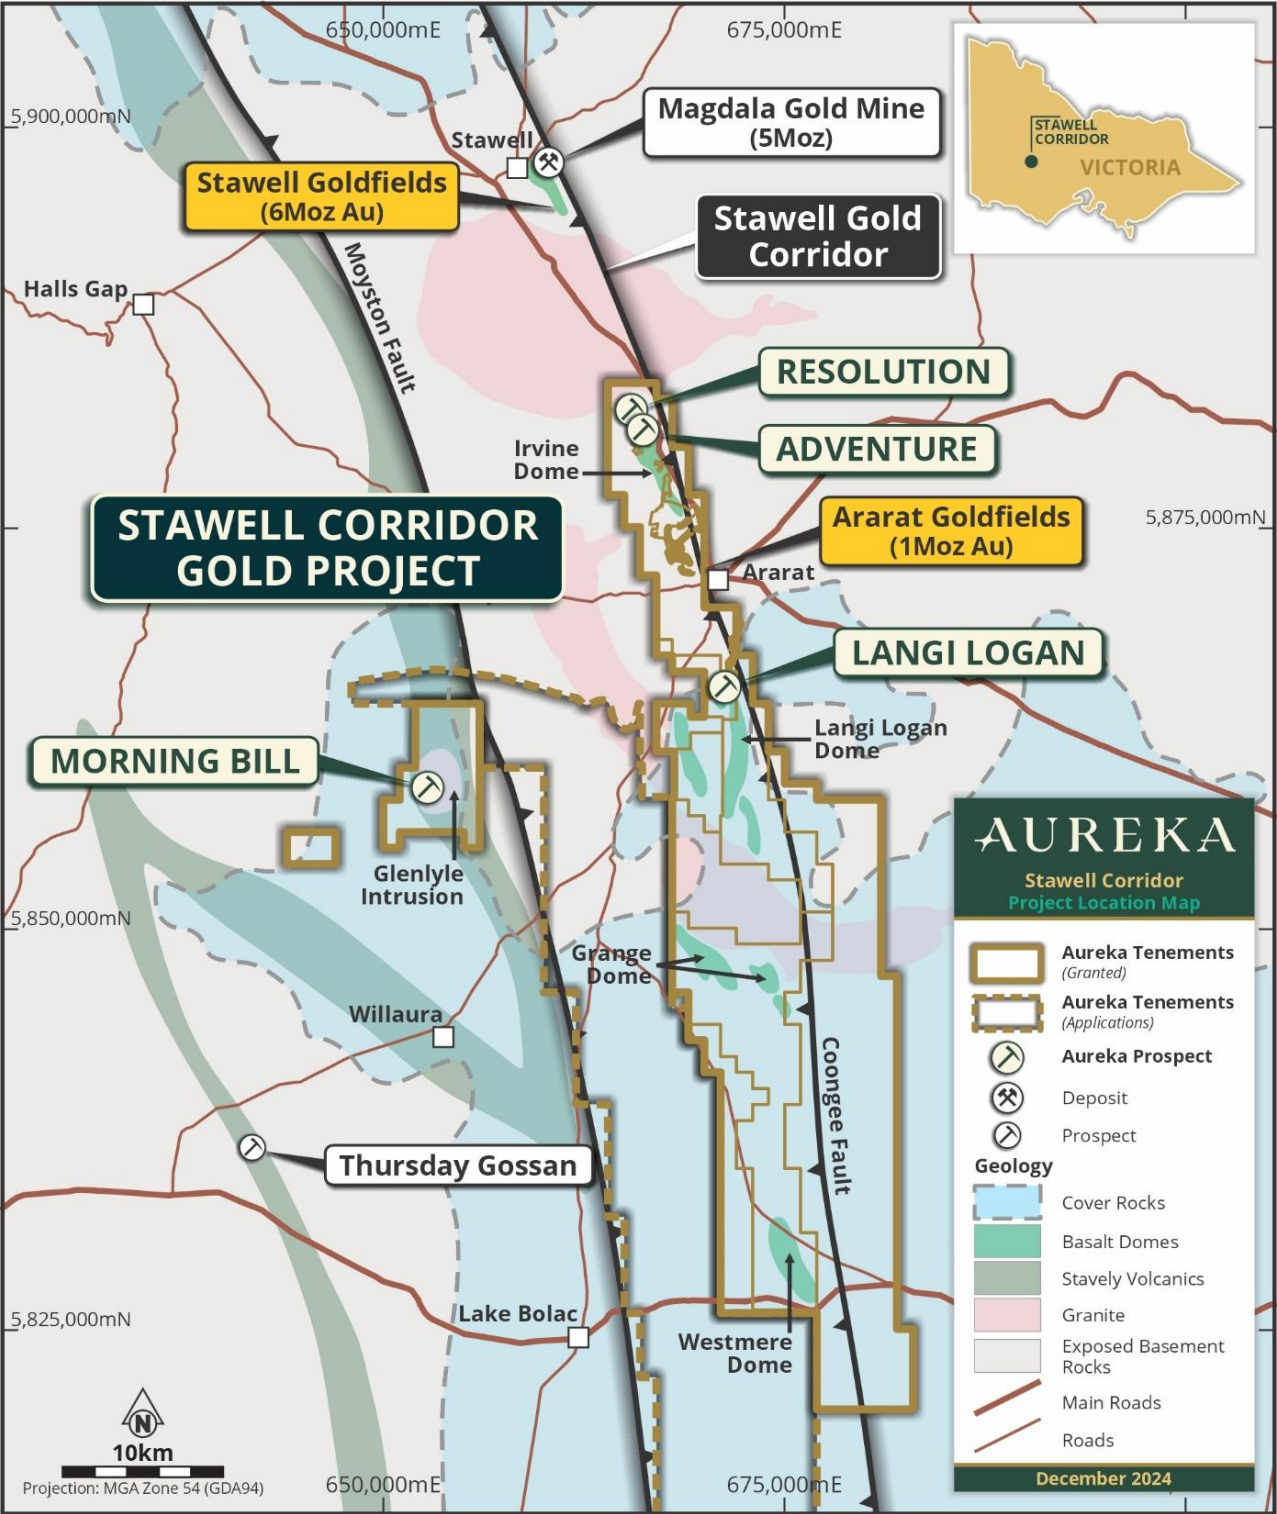 650,000mE
675,000mE
5,900,000mN
Stawell
Magdala Gold Mine
(5Moz)
STAWELL
CORRIDOR
VICTORIA
Stawell Goldfields
(6Moz Au)
Stawell Gold
Corridor
Halls Gap
Moyston Fault
RESOLUTION
ADVENTURE
Irvine
Dome
STAWELL CORRIDOR
GOLD PROJECT
Ararat Goldfields
(1Moz Au)
5,875,000mN
Ararat
LANGI LOGAN
Langi Logan
Dome
MORNING BILL
Glenlyle
Intrusion
5,850,000mN
Grange
Dome
Willaura
Coongee Fault
Thursday Gossan
Lake Bolac
5,825,000mN
Westmere
Dome
N
10km
Projection: MGA Zone 54 (GDA94)
650,000mE
675,000mE
AUREKA
Stawell Corridor
Project Location Map
Aureka Tenements
(Granted)
Aureka Tenements
(Applications)
Aureka Prospect
Deposit
Prospect
Geology
Cover Rocks
Basalt Domes
Stavely Volcanics
Granite
Exposed Basement
Rocks
Main Roads
Roads
December 2024